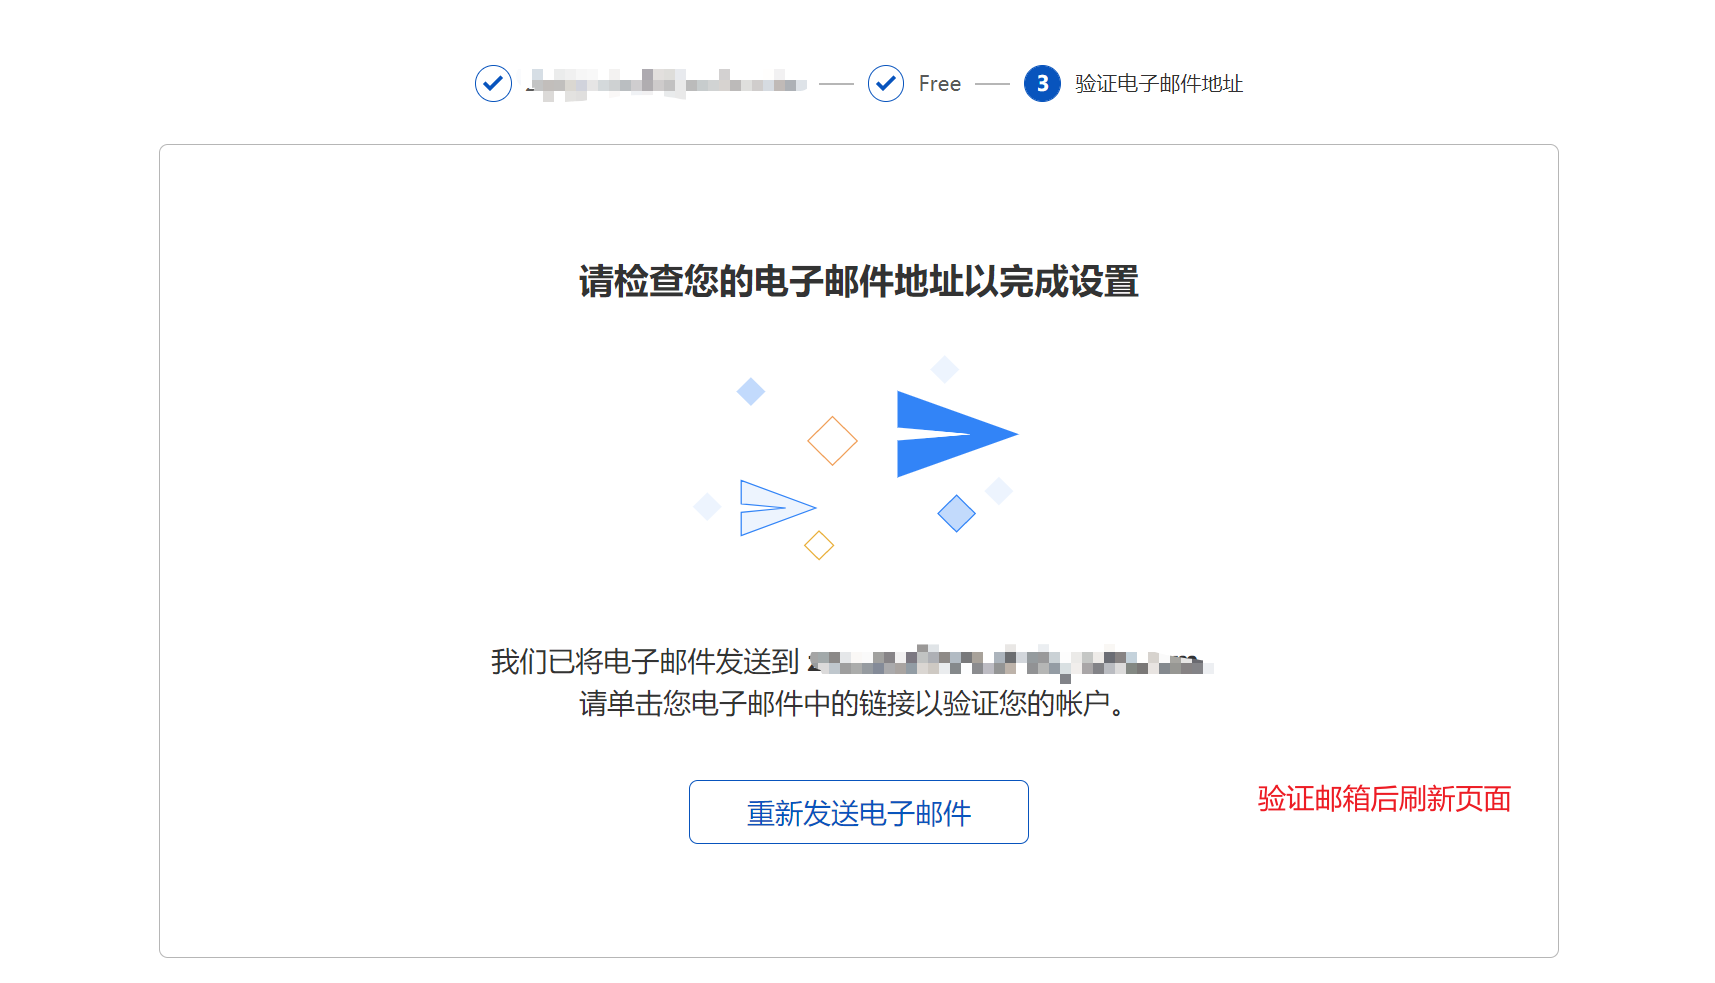 Free
3
验证电子邮件地址
请检查您的电子邮件地址以完成设置
我们已将电子邮件发送到
请单击您电子邮件中的链接以验证您的帐户。
重新发送电子邮件
验证邮箱后刷新页面